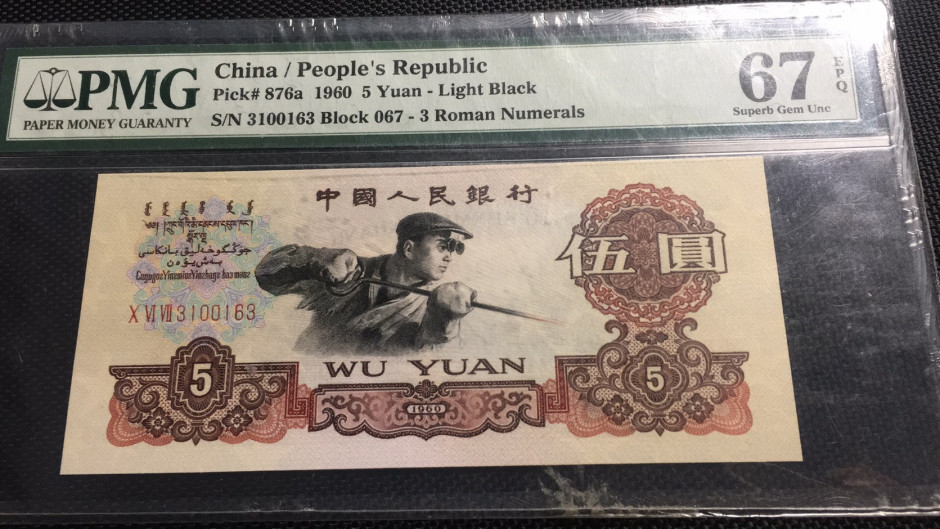 PMG
PAPER MONEY GUARANTY
China / People's Republic
Pick# 876a 1960 5 Yuan - Light Black
S/N 3100163 Block 067 - 3 Roman Numerals
67
EPQ
Superb Gem Unc
中國人民銀行
伍圓
X VI VII 3100163
WU YUAN
5
1960
5